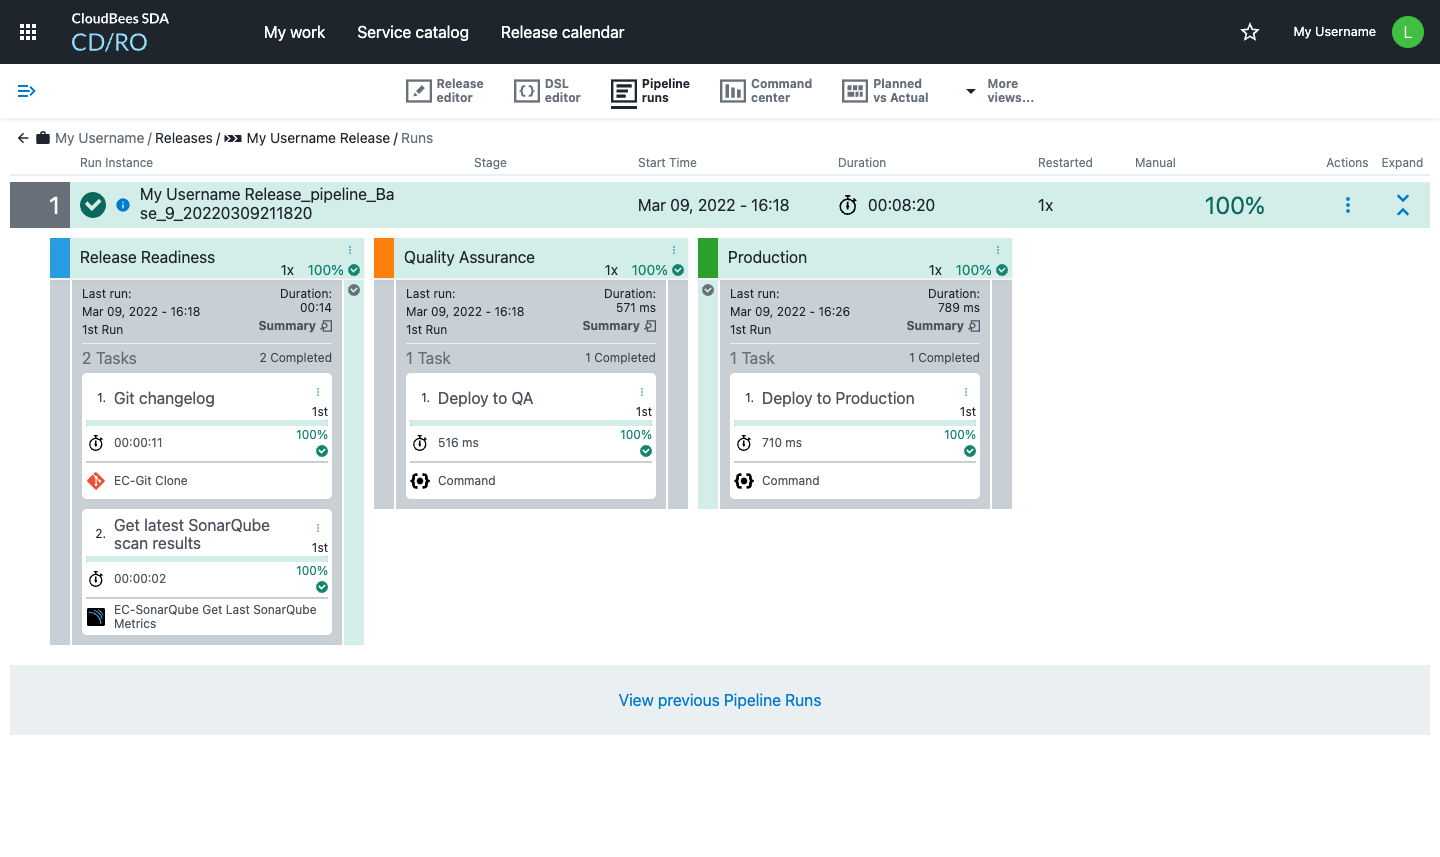 CloudBees SDA
CD/RO
My work
Service catalog
Release calendar
My Username
L
Release
editor
DSL
editor
Pipeline
runs
Command
center
Planned
vs Actual
More
views...
My Username / Releases / My Username Release / Runs
Run Instance
Stage
Start Time
Duration
Restarted
Manual
Actions
Expand
1
My Username Release_pipeline_Ba
se_9_20220309211820
Mar 09, 2022 - 16:18
00:08:20
1x
100%
Release Readiness
1x 100%
Last run:
Duration:
Mar 09, 2022 - 16:18
00:14
1st Run
Summary
2 Tasks
2 Completed
1. Git changelog
1st
100%
00:00:11
EC-Git Clone
2. Get latest SonarQube
scan results
1st
100%
00:00:02
EC-SonarQube Get Last SonarQube
Metrics
Quality Assurance
1x 100%
Last run:
Duration:
Mar 09, 2022 - 16:18
571 ms
1st Run
Summary
1 Task
1 Completed
1. Deploy to QA
1st
100%
516 ms
Command
Production
1x 100%
Last run:
Duration:
Mar 09, 2022 - 16:26
789 ms
1st Run
Summary
1 Task
1 Completed
1. Deploy to Production
1st
100%
710 ms
Command
View previous Pipeline Runs